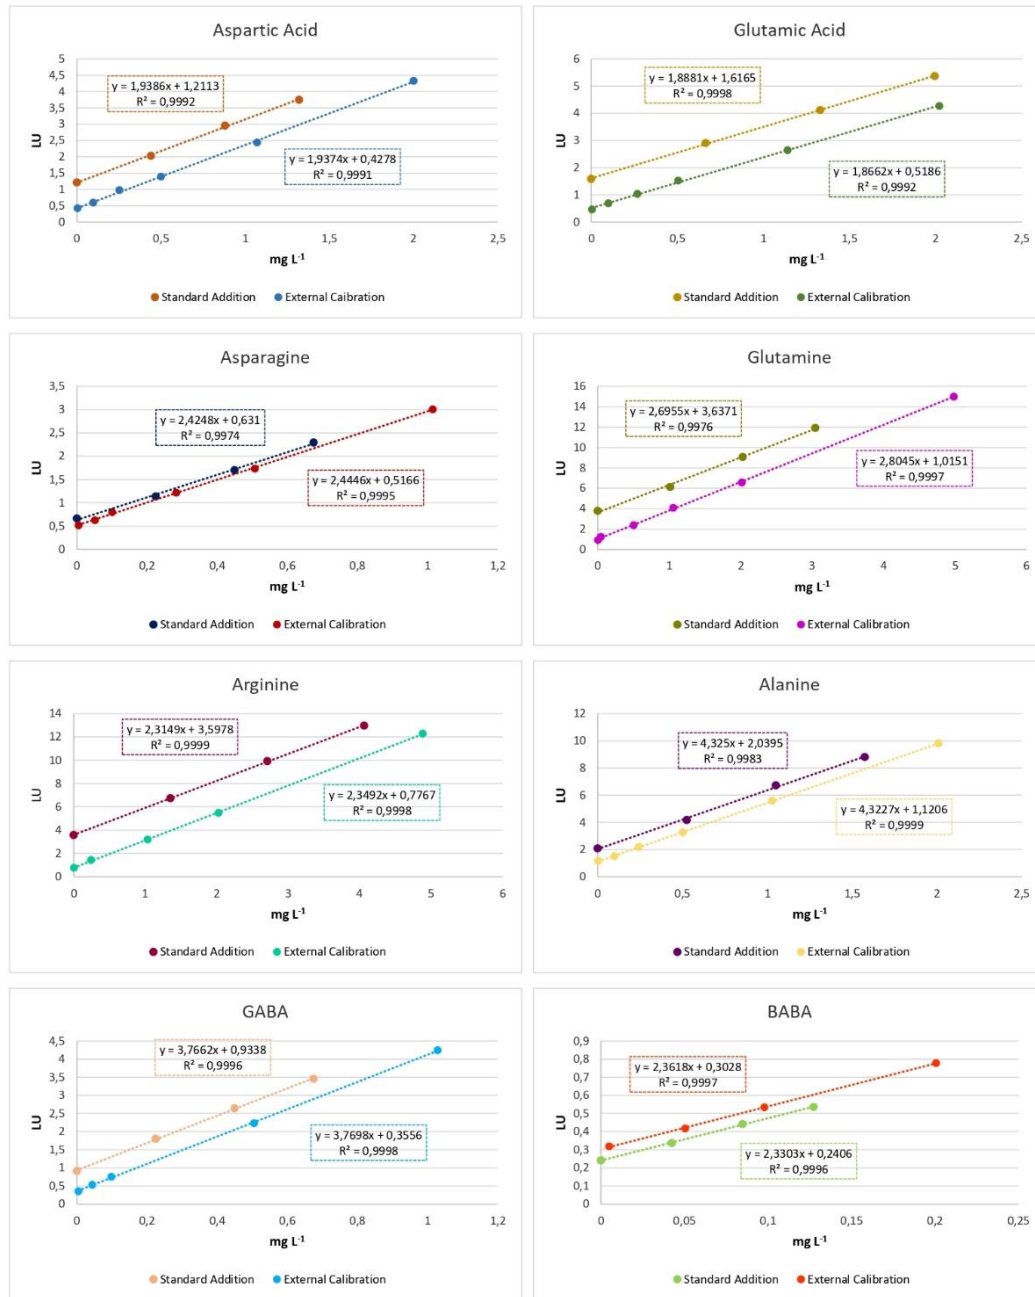 Aspartic Acid
5
4,5
4
3,5
3
2,5
2
1,5
1
0,5
0
LU
y = 1,9386x + 1,2113
R² = 0,9992
y = 1,9374x + 0,4278
R² = 0,9991
0 0,5 1 1,5 2 2,5
mg L⁻¹
Standard Addition External Caibration
Glutamic Acid
6
5
4
3
2
1
0
LU
y = 1,8881x + 1,6165
R² = 0,9998
y = 1,8662x + 0,5186
R² = 0,9992
0 0,5 1 1,5 2 2,5
mg L⁻¹
Standard Addition External Calibration
Asparagine
3,5
3
2,5
2
1,5
1
0,5
0
LU
y = 2,4248x + 0,631
R² = 0,9974
y = 2,4446x + 0,5166
R² = 0,9995
0 0,2 0,4 0,6 0,8 1 1,2
mg L⁻¹
Standard Addition External Calibration
Glutamine
16
14
12
10
8
6
4
2
0
LU
y = 2,6955x + 3,6371
R² = 0,9976
y = 2,8045x + 1,0151
R² = 0,9997
0 1 2 3 4 5 6
mg L⁻¹
Standard Addition External Calibration
Arginine
14
12
10
8
6
4
2
0
LU
y = 2,3149x + 3,5978
R² = 0,9999
y = 2,3492x + 0,7767
R² = 0,9998
0 1 2 3 4 5 6
mg L⁻¹
Standard Addition External Calibration
Alanine
12
10
8
6
4
2
0
LU
y = 4,325x + 2,0395
R² = 0,9983
y = 4,3227x + 1,1206
R² = 0,9999
0 0,5 1 1,5 2 2,5
mg L⁻¹
Standard Addition External Calibration
GABA
4,5
4
3,5
3
2,5
2
1,5
1
0,5
0
LU
y = 3,7662x + 0,9338
R² = 0,9996
y = 3,7698x + 0,3556
R² = 0,9998
0 0,2 0,4 0,6 0,8 1 1,2
mg L⁻¹
Standard Addition External Calibration
BABA
0,9
0,8
0,7
0,6
0,5
0,4
0,3
0,2
0,1
0
LU
y = 2,3618x + 0,3028
R² = 0,9997
y = 2,3303x + 0,2406
R² = 0,9996
0 0,05 0,1 0,15 0,2 0,25
mg L⁻¹
Standard Addition External Calibration